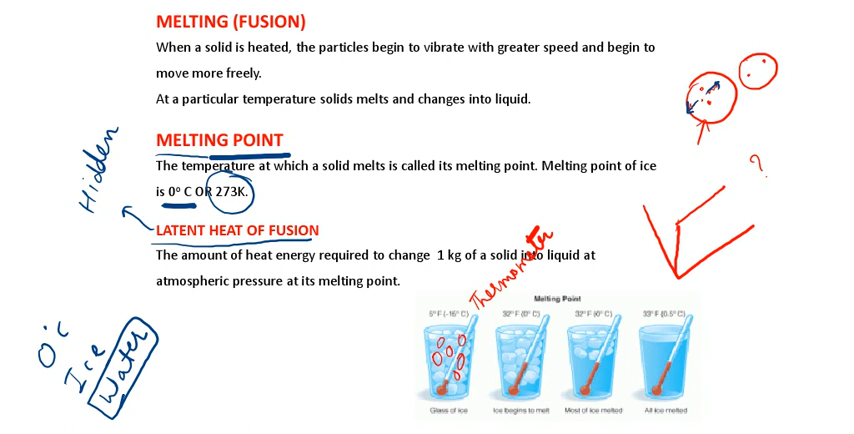 MELTING (FUSION)
When a solid is heated, the particles begin to vibrate with greater speed and begin to
move more freely.
At a particular temperature solids melts and changes into liquid.
MELTING POINT
The temperature at which a solid melts is called its melting point. Melting point of ice
is 0° C OR 273K.
Hidden
?
LATENT HEAT OF FUSION
The amount of heat energy required to change 1 kg of a solid into liquid at
atmospheric pressure at its melting point.
Thermometer
0°C
Ice
Water
Melting Point
5° F (-15° C) 32° F (0° C) 32° F (0° C) 33° F (0.5° C)
Glass of ice Ice begins to melt Most of ice melted All ice melted